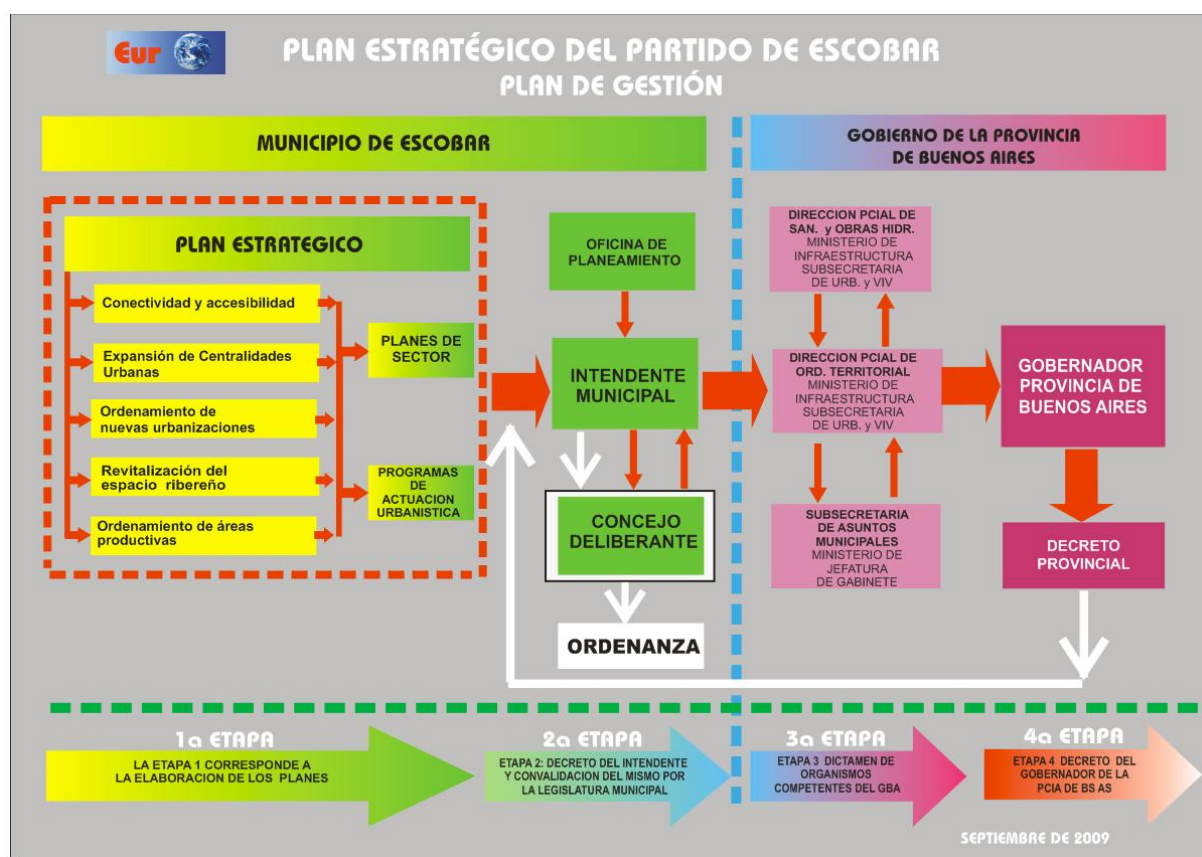 Eur
PLAN ESTRATÉGICO DEL PARTIDO DE ESCOBAR
PLAN DE GESTIÓN
MUNICIPIO DE ESCOBAR
GOBIERNO DE LA PROVINCIA
DE BUENOS AIRES
PLAN ESTRATEGICO
Conectividad y accesibilidad
Expansión de Centralidades
Urbanas
Ordenamiento de
nuevas urbanizaciones
Revitalización del
espacio ribereño
Ordenamiento de áreas
productivas
PLANES DE
SECTOR
PROGRAMAS
DE
ACTUACION
URBANISTICA
OFICINA DE
PLANEAMIENTO
INTENDENTE
MUNICIPAL
CONCEJO
DELIBERANTE
ORDENANZA
DIRECCION PCIAL DE
SAN. y OBRAS HIDR.
MINISTERIO DE
INFRAESTRUCTURA
SUBSECRETARIA
DE URB. y VIV
DIRECCION PCIAL DE
ORD. TERRITORIAL
MINISTERIO DE
INFRAESTRUCTURA
SUBSECRETARIA
DE URB. y VIV
SUBSECRETARIA
DE ASUNTOS
MUNICIPALES
MINISTERIO DE
JEFATURA
DE GABINETE
GOBERNADOR
PROVINCIA DE
BUENOS AIRES
DECRETO
PROVINCIAL
1a ETAPA
LA ETAPA 1 CORRESPONDE A
LA ELABORACION DE LOS PLANES
2a ETAPA
ETAPA 2: DECRETO DEL INTENDENTE
Y CONVALIDACION DEL MISMO POR
LA LEGISLATURA MUNICIPAL
3a ETAPA
ETAPA 3 DICTAMEN DE
ORGANISMOS
COMPETENTES DEL GBA
4a ETAPA
ETAPA 4 DECRETO DEL
GOBERNADOR DE LA
PCIA DE BS AS
SEPTIEMBRE DE 2009